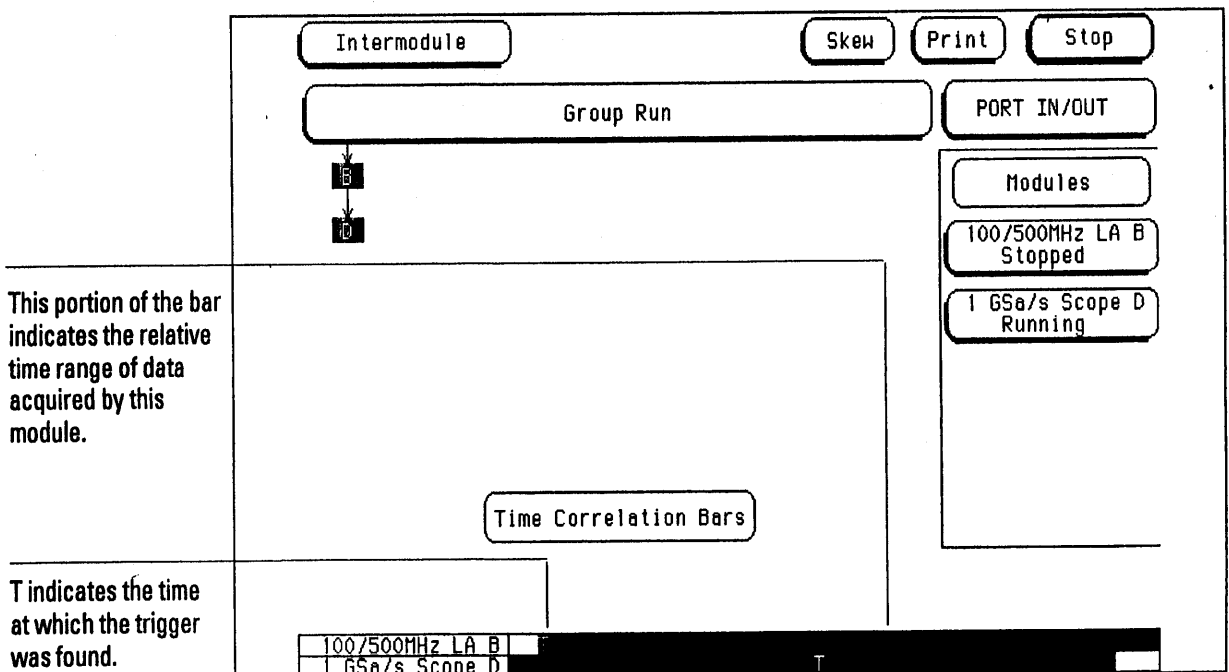 Intermodule
Skew
Print
Stop
Group Run
PORT IN/OUT
B
D
Modules
100/500MHz LA B
Stopped
1 GSa/s Scope D
Running
This portion of the bar
indicates the relative
time range of data
acquired by this
module.
Time Correlation Bars
T indicates the time
at which the trigger
was found.
100/500MHz LA B
1 GSa/s Scope D
T